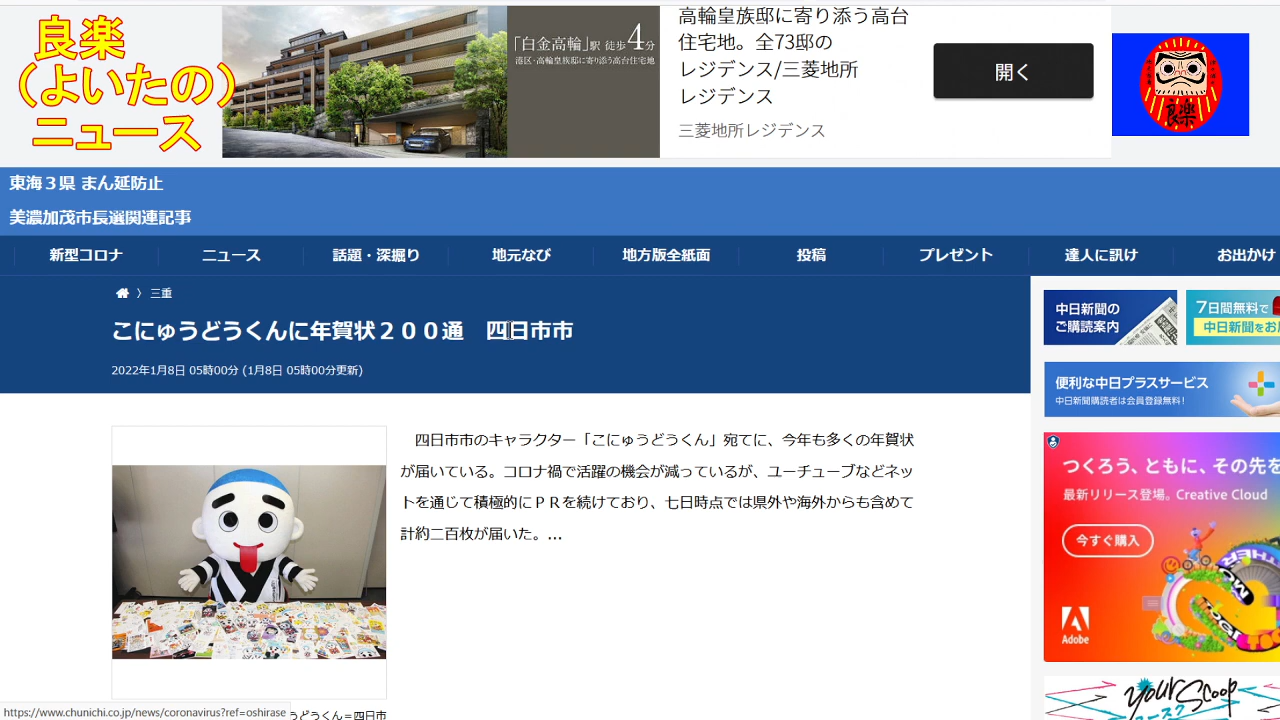 良楽
(よいたの)
ニュース
「白金高輪」駅 徒歩4分
港区・高輪皇族邸に寄り添う高台住宅地
高輪皇族邸に寄り添う高台
住宅地。全73邸の
レジデンス/三菱地所
レジデンス
三菱地所レジデンス
開く
良楽
東海3県 まん延防止
美濃加茂市長選関連記事
新型コロナ
ニュース
話題・深掘り
地元なび
地方版全紙面
投稿
プレゼント
達人に訊け
お出かけ
〉 三重
こにゅうどうくんに年賀状200通　四日市市
2022年1月8日 05時00分 (1月8日 05時00分更新)
四日市市のキャラクター「こにゅうどうくん」宛てに、今年も多くの年賀状
が届いている。コロナ禍で活躍の機会が減っているが、ユーチューブなどネッ
トを通じて積極的にPRを続けており、七日時点では県外や海外からも含めて
計約二百枚が届いた。...
中日新聞の
ご購読案内
7日間無料で
中日新聞をお
便利な中日プラスサービス
中日新聞購読者は会員登録無料!
つくろう、ともに、その先を
最新リリース登場。Creative Cloud
今すぐ購入
Adobe
your Scoop
ユースク
https://www.chunichi.co.jp/news/coronavirus?ref=oshirase
うどうくん=四日市